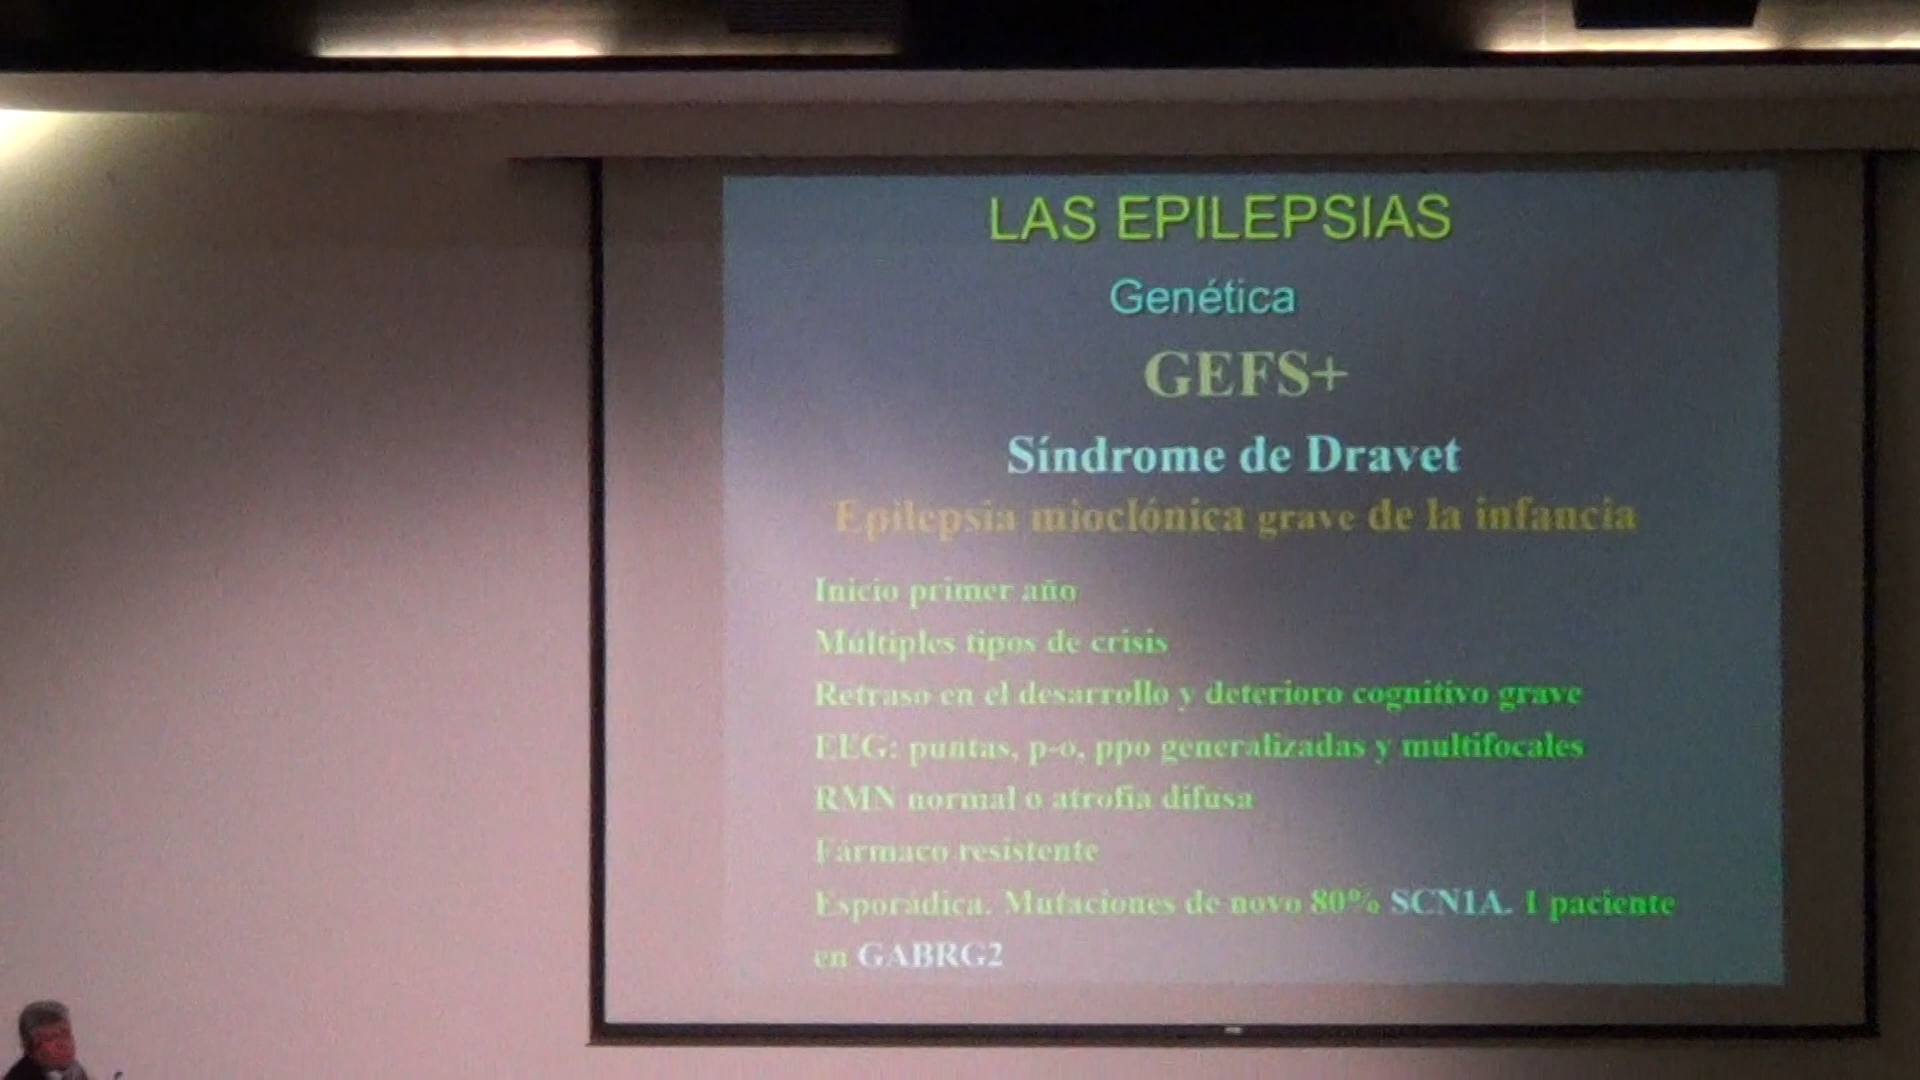 LAS EPILEPSIAS
Genética
GEFS+
Síndrome de Dravet
Epilepsia mioclónica grave de la infancia
Inicio primer año
Múltiples tipos de crisis
Retraso en el desarrollo y deterioro cognitivo grave
EEG: puntas, p-o, ppo generalizadas y multifocales
RMN normal o atrofia difusa
Fármaco resistente
Esporádica. Mutaciones de novo 80% SCN1A. 1 paciente
en GABRG2